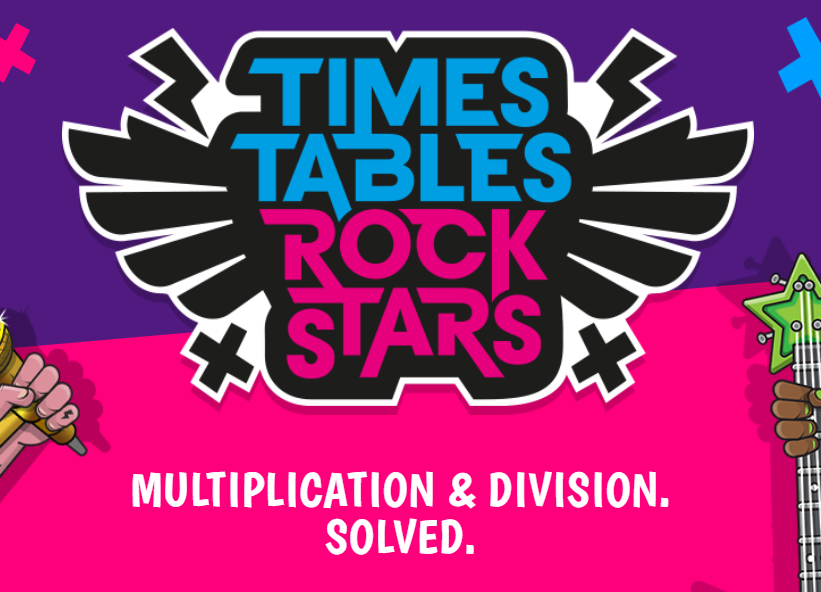 TIMES
TABLES
ROCK
STARS
MULTIPLICATION & DIVISION.
SOLVED.